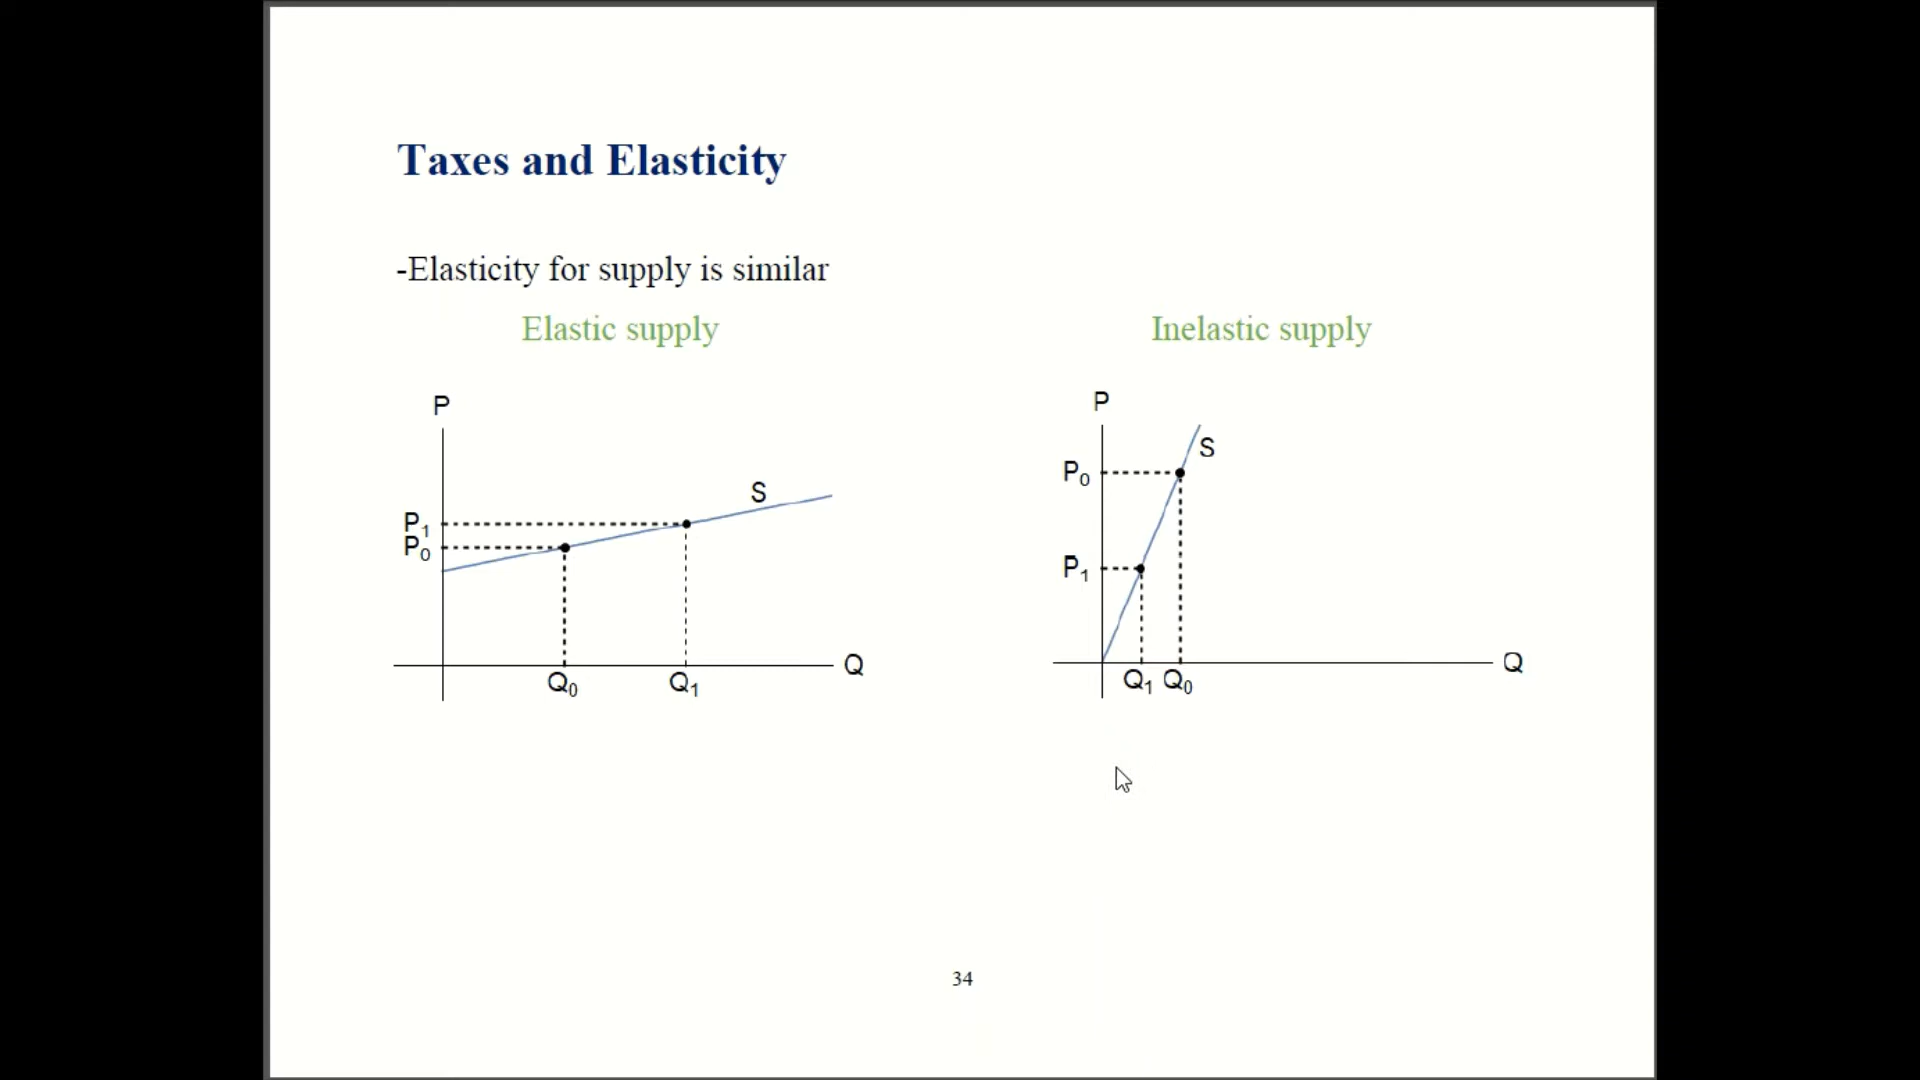 Taxes and Elasticity
-Elasticity for supply is similar
Elastic supply
Inelastic supply
P
S
P₁
P₀
Q₀
Q₁
Q
P
S
P₀
P₁
Q₁
Q₀
Q
34